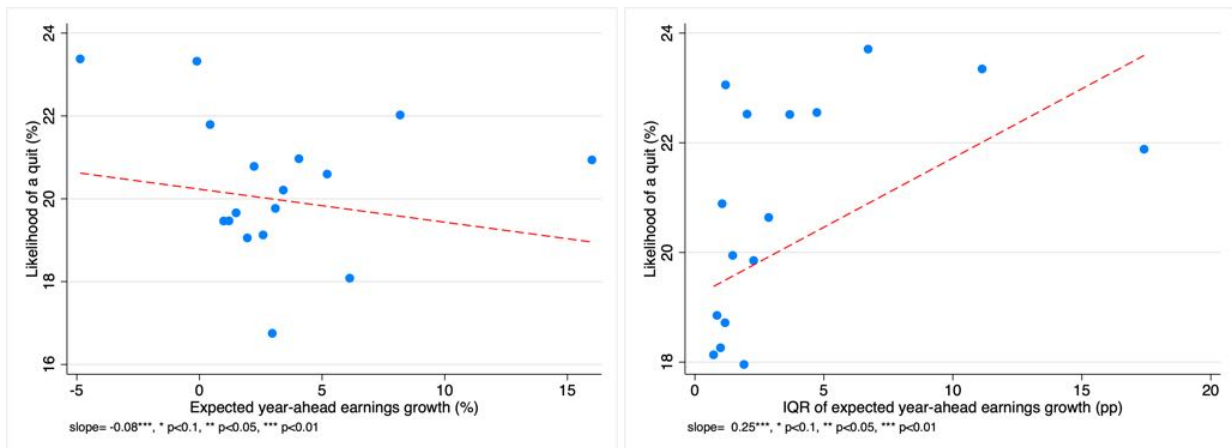 Likelihood of a quit (%)
24
22
20
18
16
-5 0 5 10 15
Expected year-ahead earnings growth (%)
slope= -0.08***, * p<0.1, ** p<0.05, *** p<0.01
Likelihood of a quit (%)
24
22
20
18
0 5 10 15 20
IQR of expected year-ahead earnings growth (pp)
slope= 0.25***, * p<0.1, ** p<0.05, *** p<0.01